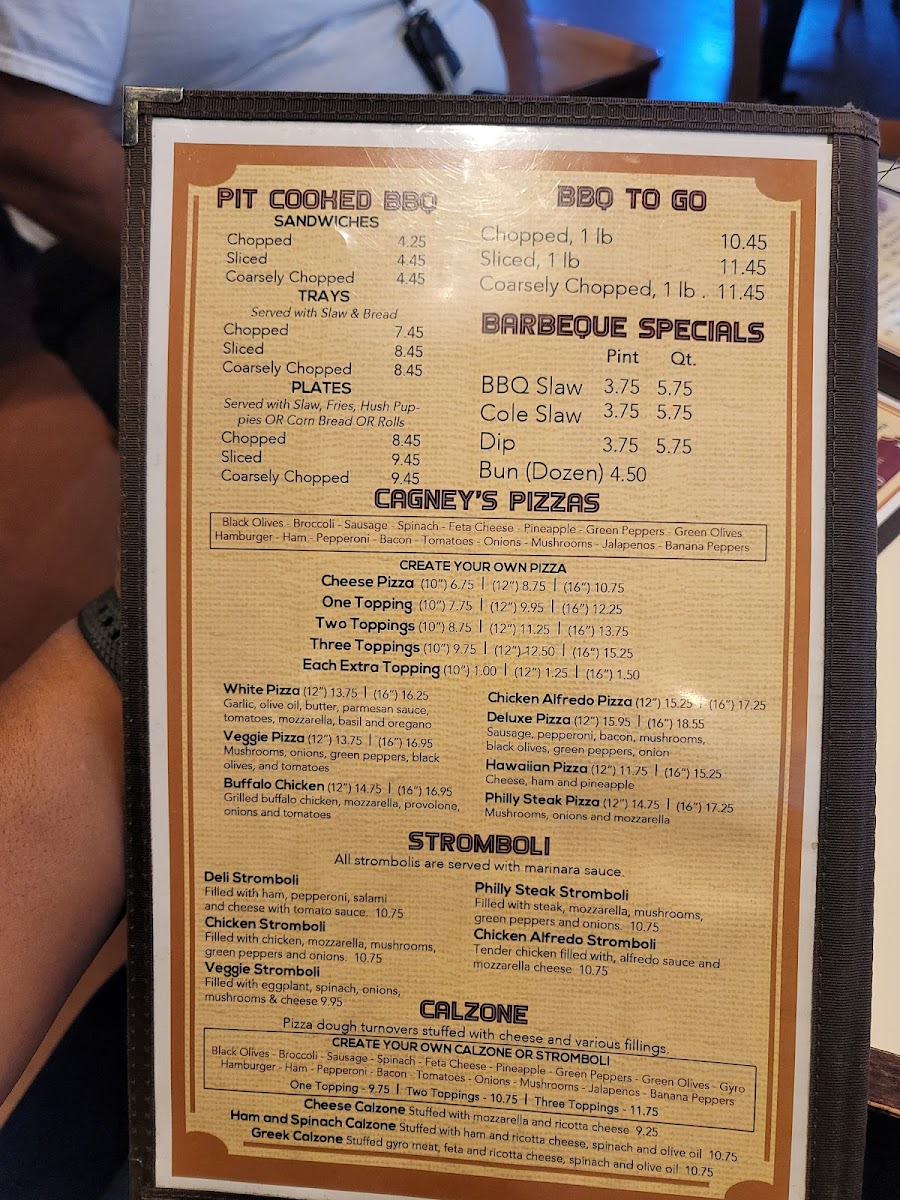 PIT COOKED BBQ
SANDWICHES
Chopped 4.25
Sliced 4.45
Coarsely Chopped 4.45
TRAYS
Served with Slaw & Bread
Chopped 7.45
Sliced 8.45
Coarsely Chopped 8.45
PLATES
Served with Slaw, Fries, Hush Pup-
pies OR Corn Bread OR Rolls
Chopped 8.45
Sliced 9.45
Coarsely Chopped 9.45
BBQ TO GO
Chopped, 1 lb 10.45
Sliced, 1 lb 11.45
Coarsely Chopped, 1 lb . 11.45
BARBEQUE SPECIALS
Pint Qt.
BBQ Slaw 3.75 5.75
Cole Slaw 3.75 5.75
Dip 3.75 5.75
Bun (Dozen) 4.50
CAGNEY'S PIZZAS
Black Olives - Broccoli - Sausage - Spinach - Feta Cheese - Pineapple - Green Peppers - Green Olives
Hamburger - Ham - Pepperoni - Bacon - Tomatoes - Onions - Mushrooms - Jalapenos - Banana Peppers
CREATE YOUR OWN PIZZA
Cheese Pizza (10") 6.75 | (12") 8.75 | (16") 10.75
One Topping (10") 7.75 | (12") 9.95 | (16") 12.25
Two Toppings (10") 8.75 | (12") 11.25 | (16") 13.75
Three Toppings (10") 9.75 | (12") 12.50 | (16") 15.25
Each Extra Topping (10") 1.00 | (12") 1.25 | (16") 1.50
White Pizza (12") 13.75 | (16") 16.25
Garlic, olive oil, butter, parmesan sauce,
tomatoes, mozzarella, basil and oregano
Veggie Pizza (12") 13.75 | (16") 16.95
Mushrooms, onions, green peppers, black
olives, and tomatoes
Buffalo Chicken (12") 14.75 | (16") 16.95
Grilled buffalo chicken, mozzarella, provolone,
onions and tomatoes
Chicken Alfredo Pizza (12") 15.25 | (16") 17.25
Deluxe Pizza (12") 15.95 | (16") 18.55
Sausage, pepperoni, bacon, mushrooms,
black olives, green peppers, onion
Hawaiian Pizza (12") 11.75 | (16") 15.25
Cheese, ham and pineapple
Philly Steak Pizza (12") 14.75 | (16") 17.25
Mushrooms, onions and mozzarella
STROMBOLI
All strombolis are served with marinara sauce.
Deli Stromboli
Filled with ham, pepperoni, salami
and cheese with tomato sauce. 10.75
Chicken Stromboli
Filled with chicken, mozzarella, mushrooms,
green peppers and onions. 10.75
Veggie Stromboli
Filled with eggplant, spinach, onions,
mushrooms & cheese 9.95
Philly Steak Stromboli
Filled with steak, mozzarella, mushrooms,
green peppers and onions. 10.75
Chicken Alfredo Stromboli
Tender chicken filled with, alfredo sauce and
mozzarella cheese 10.75
CALZONE
Pizza dough turnovers stuffed with cheese and various fillings.
CREATE YOUR OWN CALZONE OR STROMBOLI
Black Olives - Broccoli - Sausage - Spinach - Feta Cheese - Pineapple - Green Peppers - Green Olives - Gyro
Hamburger - Ham - Pepperoni - Bacon - Tomatoes - Onions - Mushrooms - Jalapenos - Banana Peppers
One Topping - 9.75 | Two Toppings - 10.75 | Three Toppings - 11.75
Cheese Calzone Stuffed with mozzarella and ricotta cheese 9.25
Ham and Spinach Calzone Stuffed with ham and ricotta cheese, spinach and olive oil 10.75
Greek Calzone Stuffed gyro meat, feta and ricotta cheese, spinach and olive oil 10.75